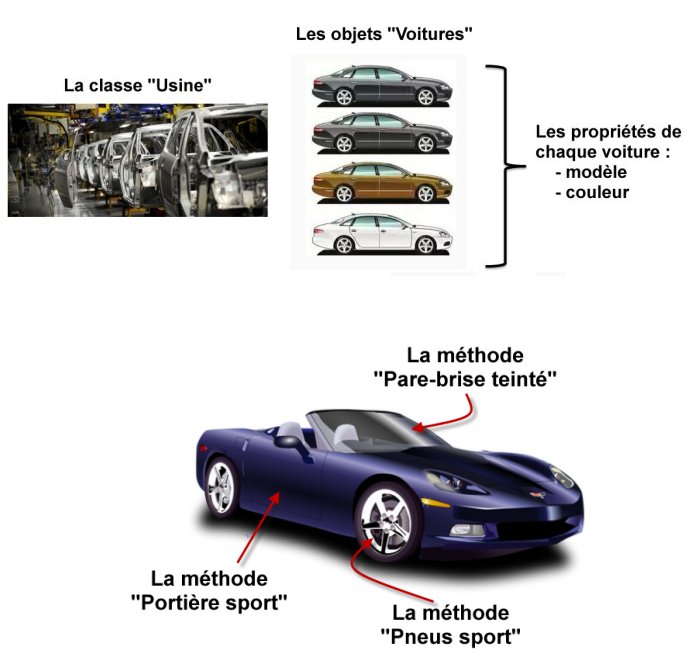 Les objets "Voitures"
La classe "Usine"
Les propriétés de
chaque voiture :
- modèle
- couleur
La méthode
"Pare-brise teinté"
La méthode
"Portière sport"
La méthode
"Pneus sport"